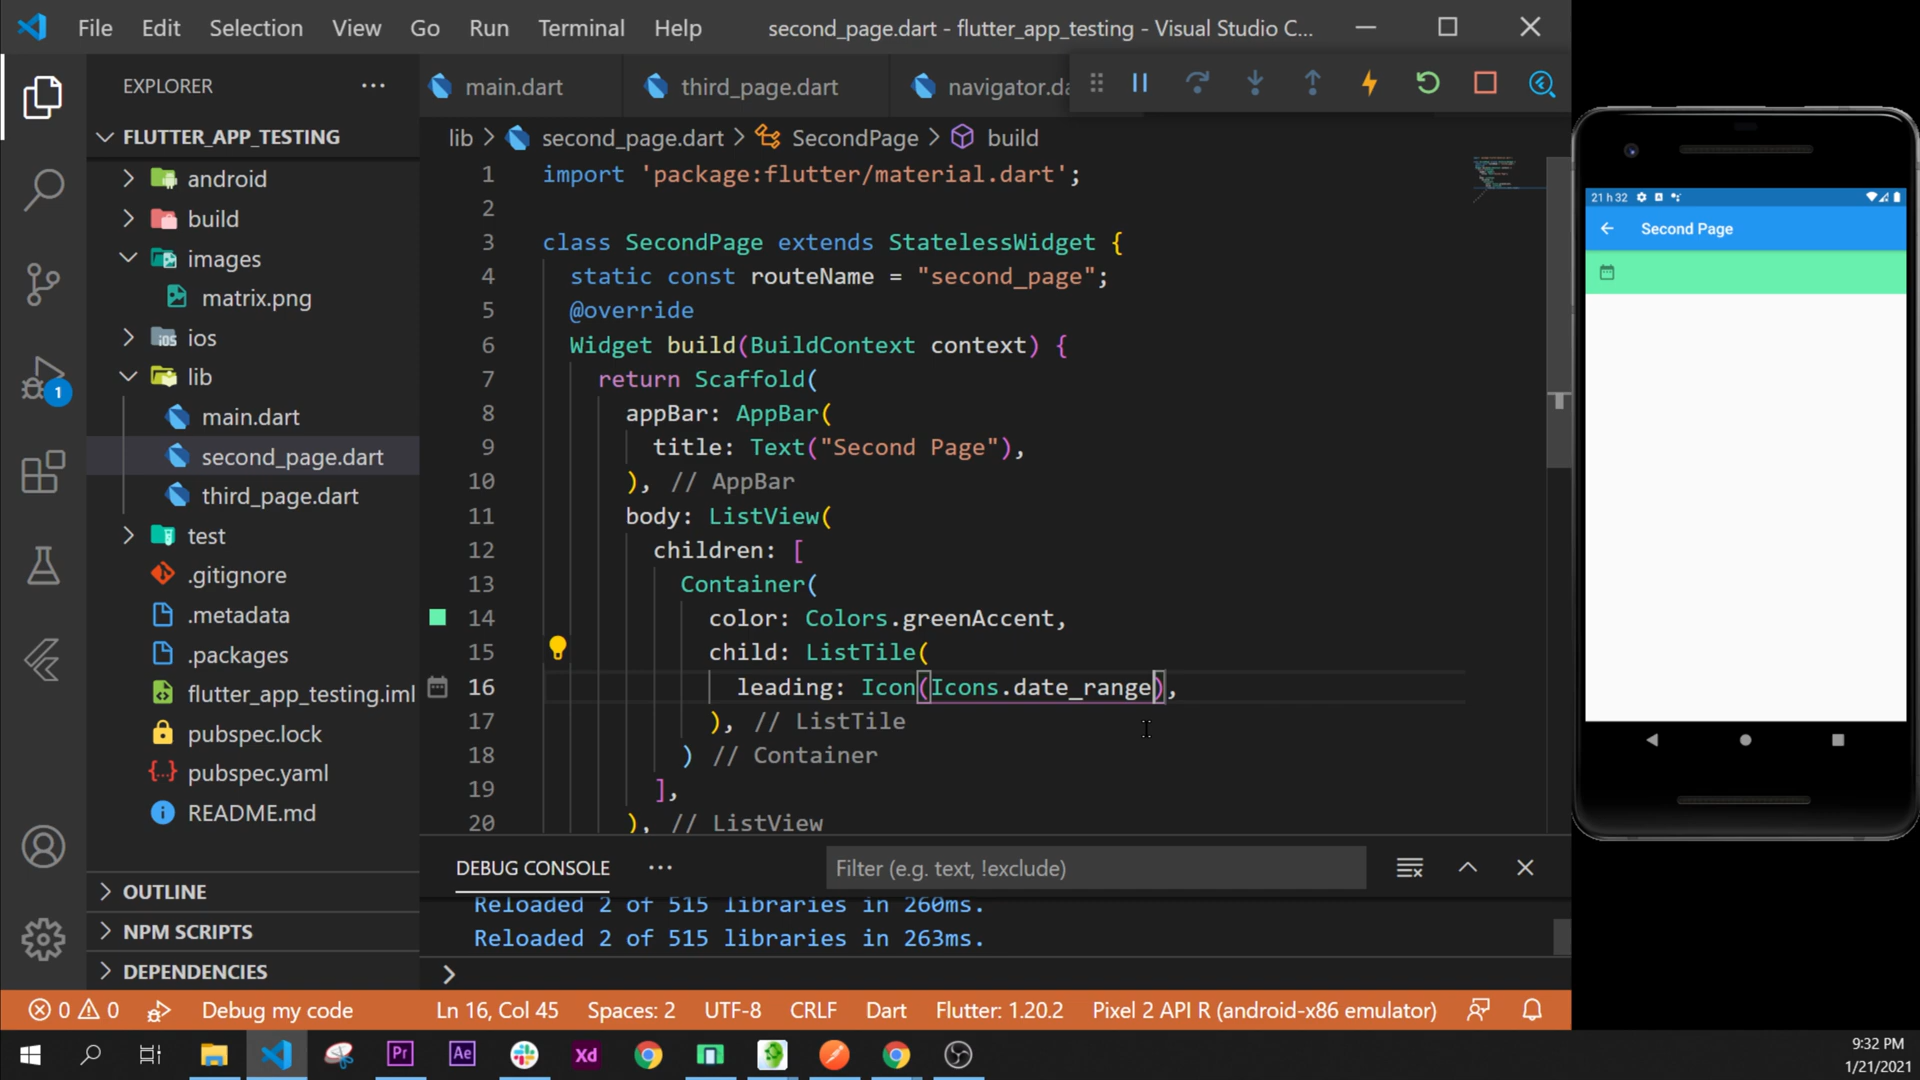 File Edit Selection View Go Run Terminal Help second_page.dart - flutter_app_testing - Visual Studio C...
EXPLORER
main.dart third_page.dart navigator.da
FLUTTER_APP_TESTING
lib > second_page.dart > SecondPage > build
android
build
images
matrix.png
ios
lib
main.dart
second_page.dart
third_page.dart
test
.gitignore
.metadata
.packages
flutter_app_testing.iml
pubspec.lock
pubspec.yaml
README.md
OUTLINE
NPM SCRIPTS
DEPENDENCIES
1
1 import 'package:flutter/material.dart';
2
3 class SecondPage extends StatelessWidget {
4 static const routeName = "second_page";
5 @override
6 Widget build(BuildContext context) {
7 return Scaffold(
8 appBar: AppBar(
9 title: Text("Second Page"),
10 ), // AppBar
11 body: ListView(
12 children: [
13 Container(
14 color: Colors.greenAccent,
15 child: ListTile(
16 leading: Icon(Icons.date_range),
17 ), // ListTile
18 ) // Container
19 ],
20 ), // ListView
DEBUG CONSOLE Filter (e.g. text, !exclude)
Reloaded 2 of 515 libraries in 260ms.
Reloaded 2 of 515 libraries in 263ms.
>
0 0 Debug my code Ln 16, Col 45 Spaces: 2 UTF-8 CRLF Dart Flutter: 1.20.2 Pixel 2 API R (android-x86 emulator)
21 h 32
Second Page
Pr Ae Xd
9:32 PM
1/21/2021